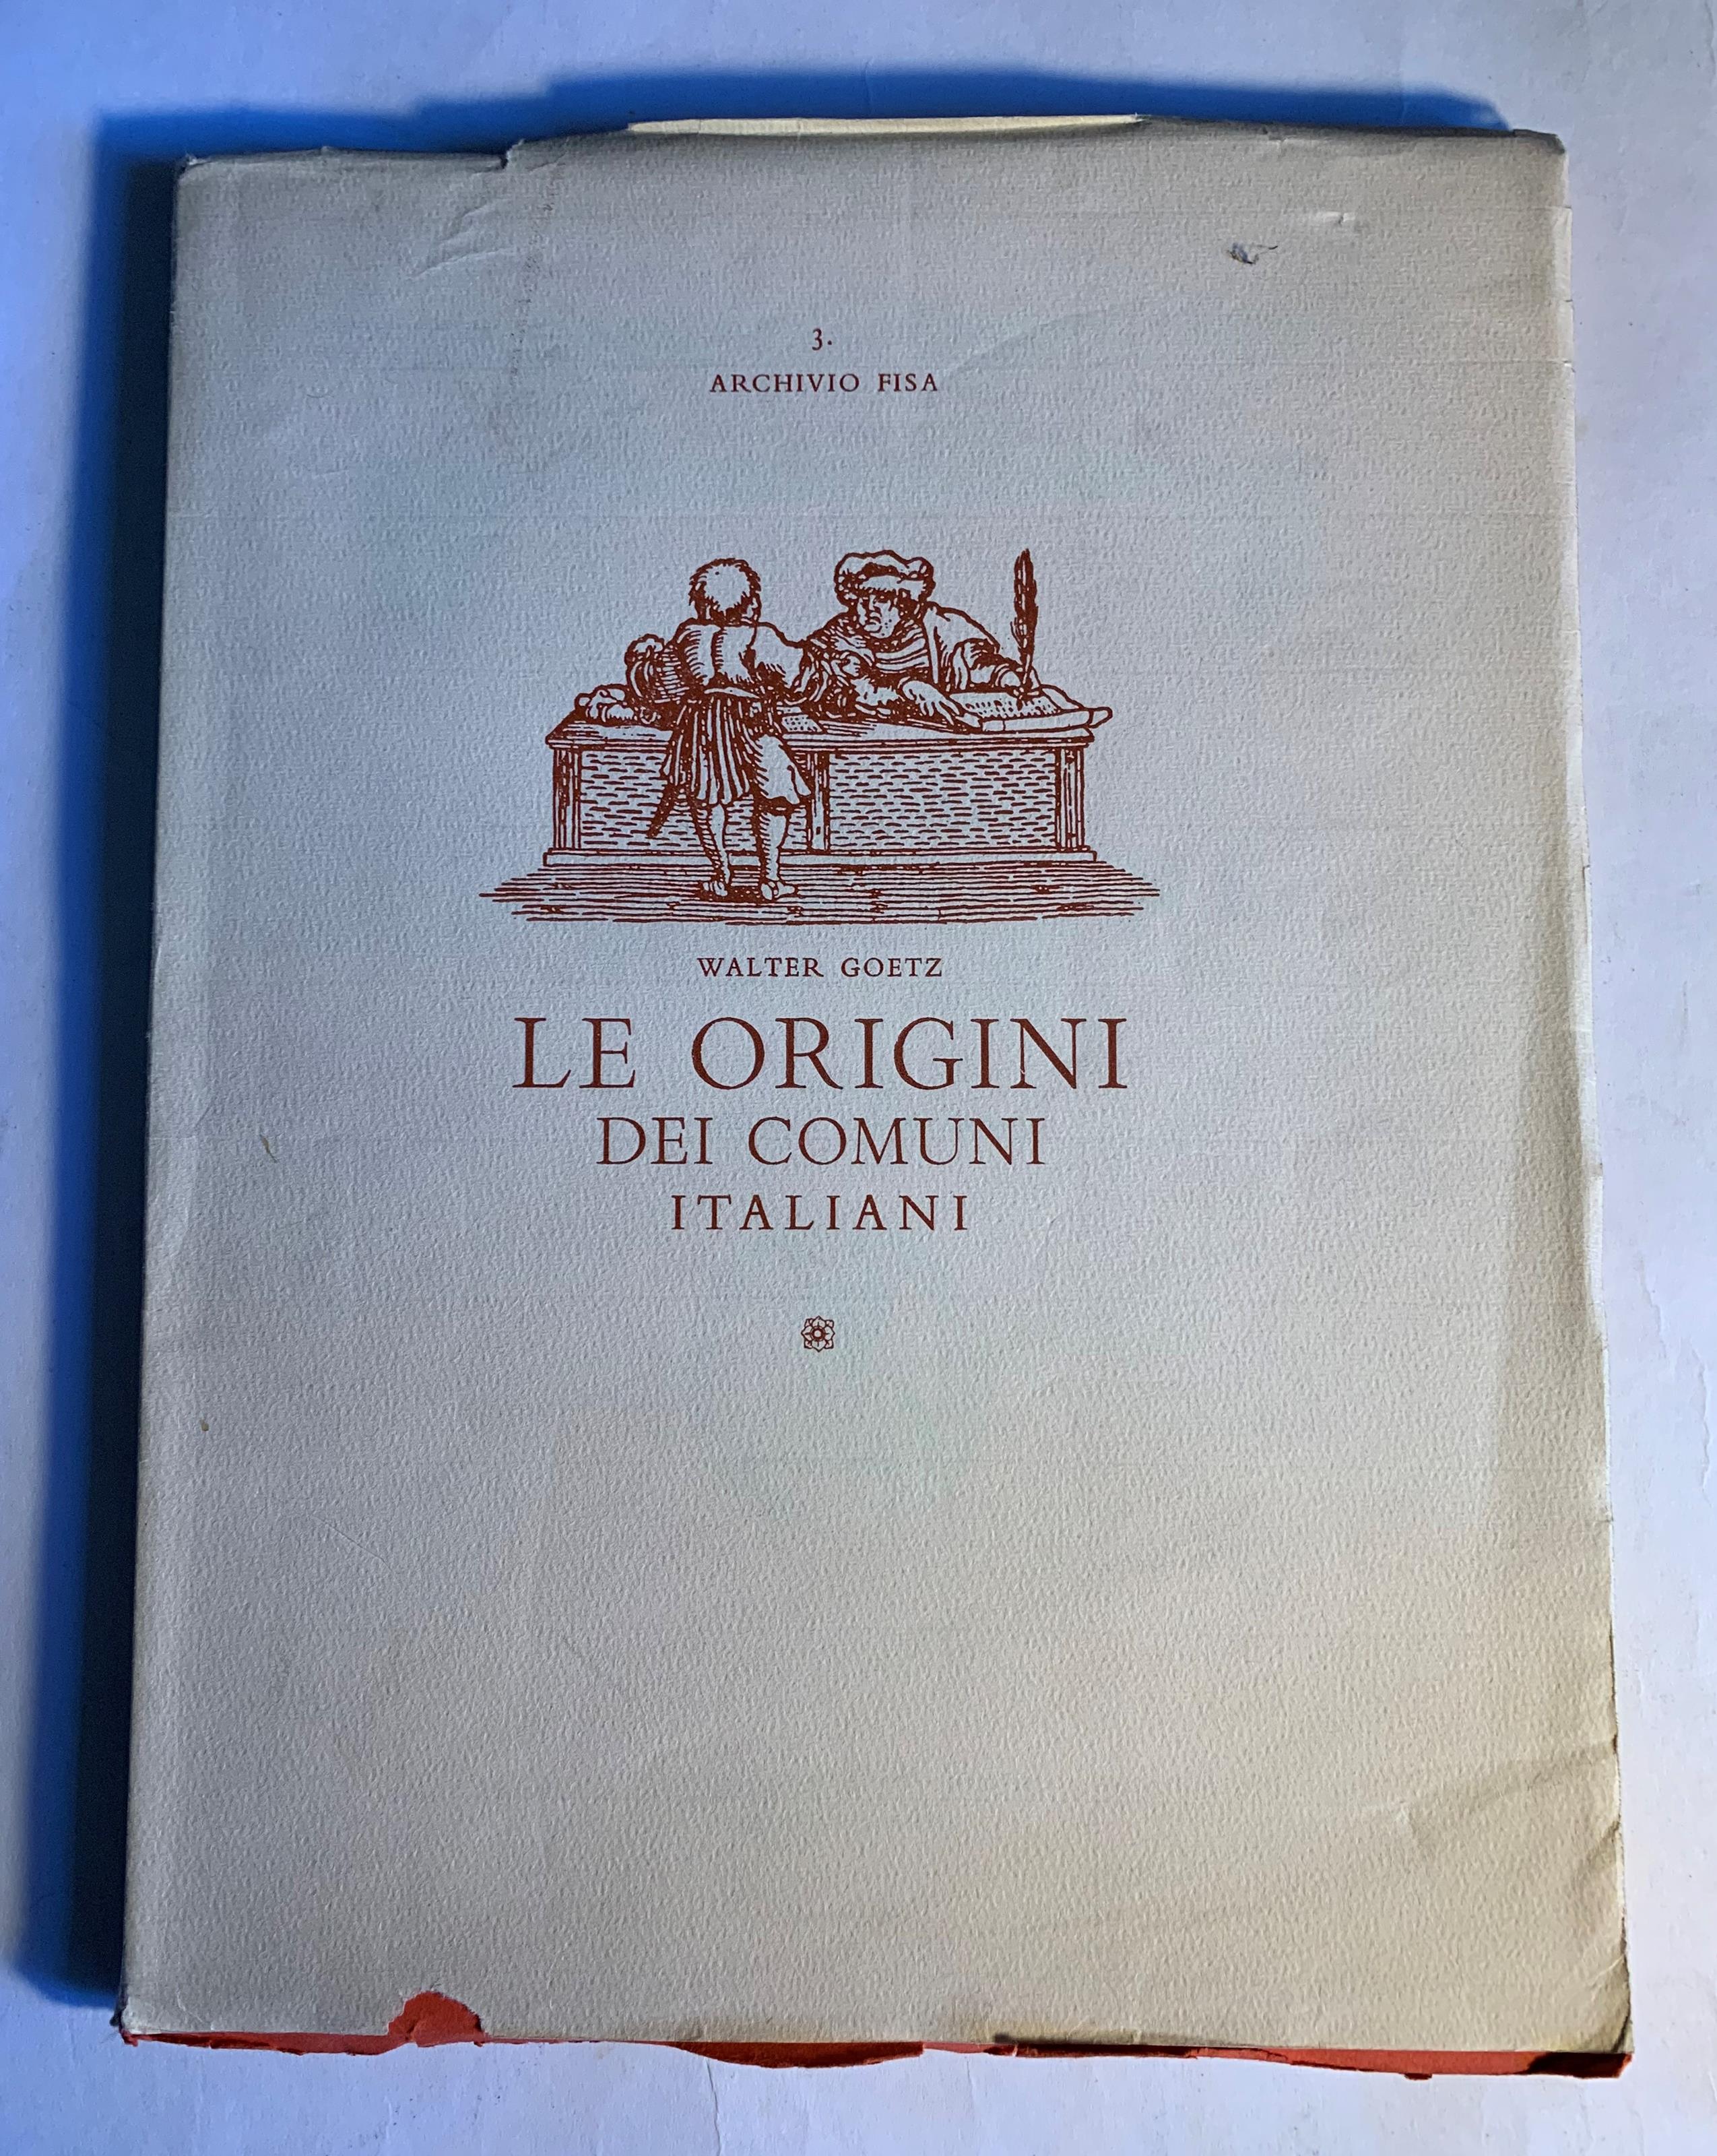 3.
ARCHIVIO FISA
WALTER GOETZ
LE ORIGINI
DEI COMUNI
ITALIANI